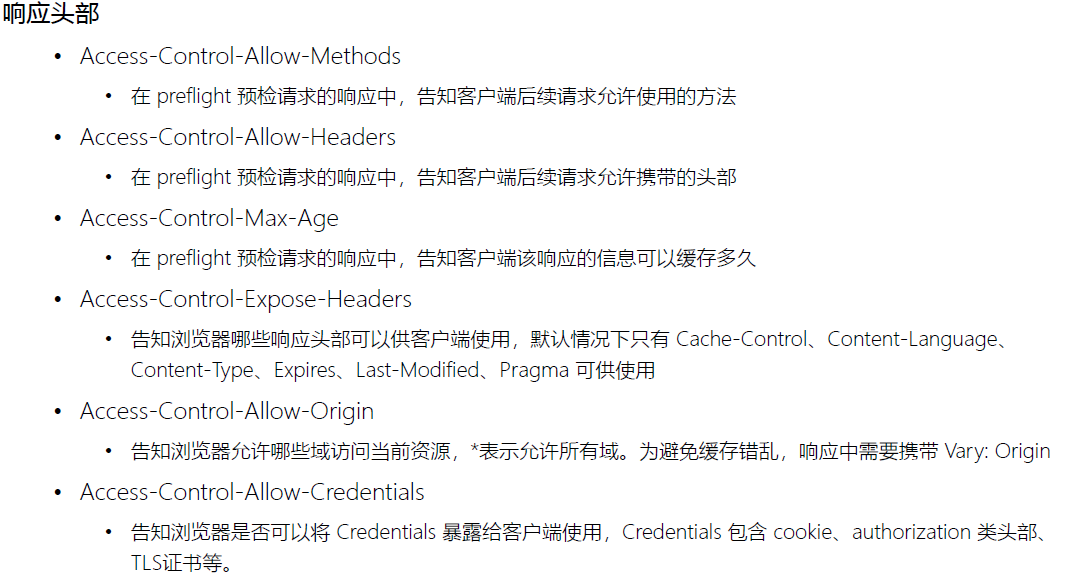 响应头部
• Access-Control-Allow-Methods
• 在 preflight 预检请求的响应中，告知客户端后续请求允许使用的方法
• Access-Control-Allow-Headers
• 在 preflight 预检请求的响应中，告知客户端后续请求允许携带的头部
• Access-Control-Max-Age
• 在 preflight 预检请求的响应中，告知客户端该响应的信息可以缓存多久
• Access-Control-Expose-Headers
• 告知浏览器哪些响应头部可以供客户端使用，默认情况下只有 Cache-Control、Content-Language、
Content-Type、Expires、Last-Modified、Pragma 可供使用
• Access-Control-Allow-Origin
• 告知浏览器允许哪些域访问当前资源，*表示允许所有域。为避免缓存错乱，响应中需要携带 Vary: Origin
• Access-Control-Allow-Credentials
• 告知浏览器是否可以将 Credentials 暴露给客户端使用，Credentials 包含 cookie、authorization 类头部、
TLS证书等。